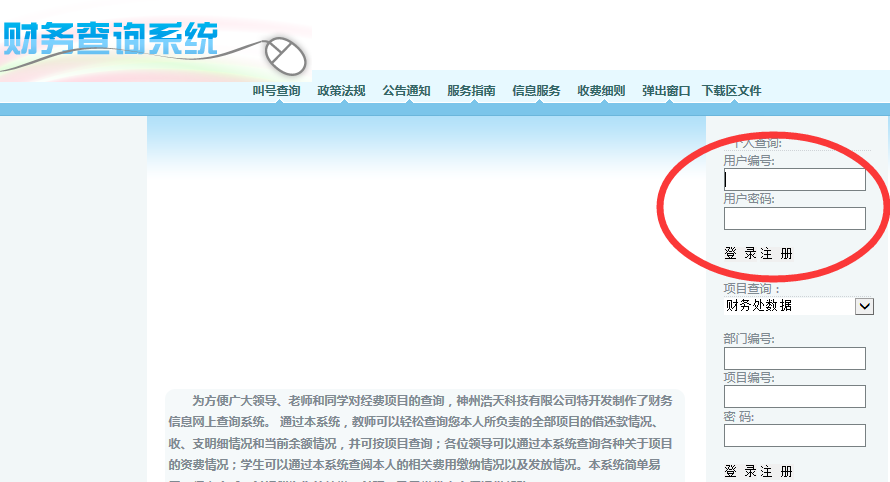 财务查询系统
叫号查询 政策法规 公告通知 服务指南 信息服务 收费细则 弹出窗口 下载区文件
个人查询:
用户编号:
用户密码:
登 录 注 册
项目查询：
财务处数据
部门编号:
项目编号:
密 码:
登 录 注 册
为方便广大领导、老师和同学对经费项目的查询，神州浩天科技有限公司特开发制作了财务
信息网上查询系统。 通过本系统，教师可以轻松查询您本人所负责的全部项目的借还款情况、
收、支明细情况和当前余额情况，并可按项目查询；各位领导可以通过本系统查询各种关于项目
的资费情况；学生可以通过本系统查阅本人的相关费用缴纳情况以及发放情况。本系统简单易